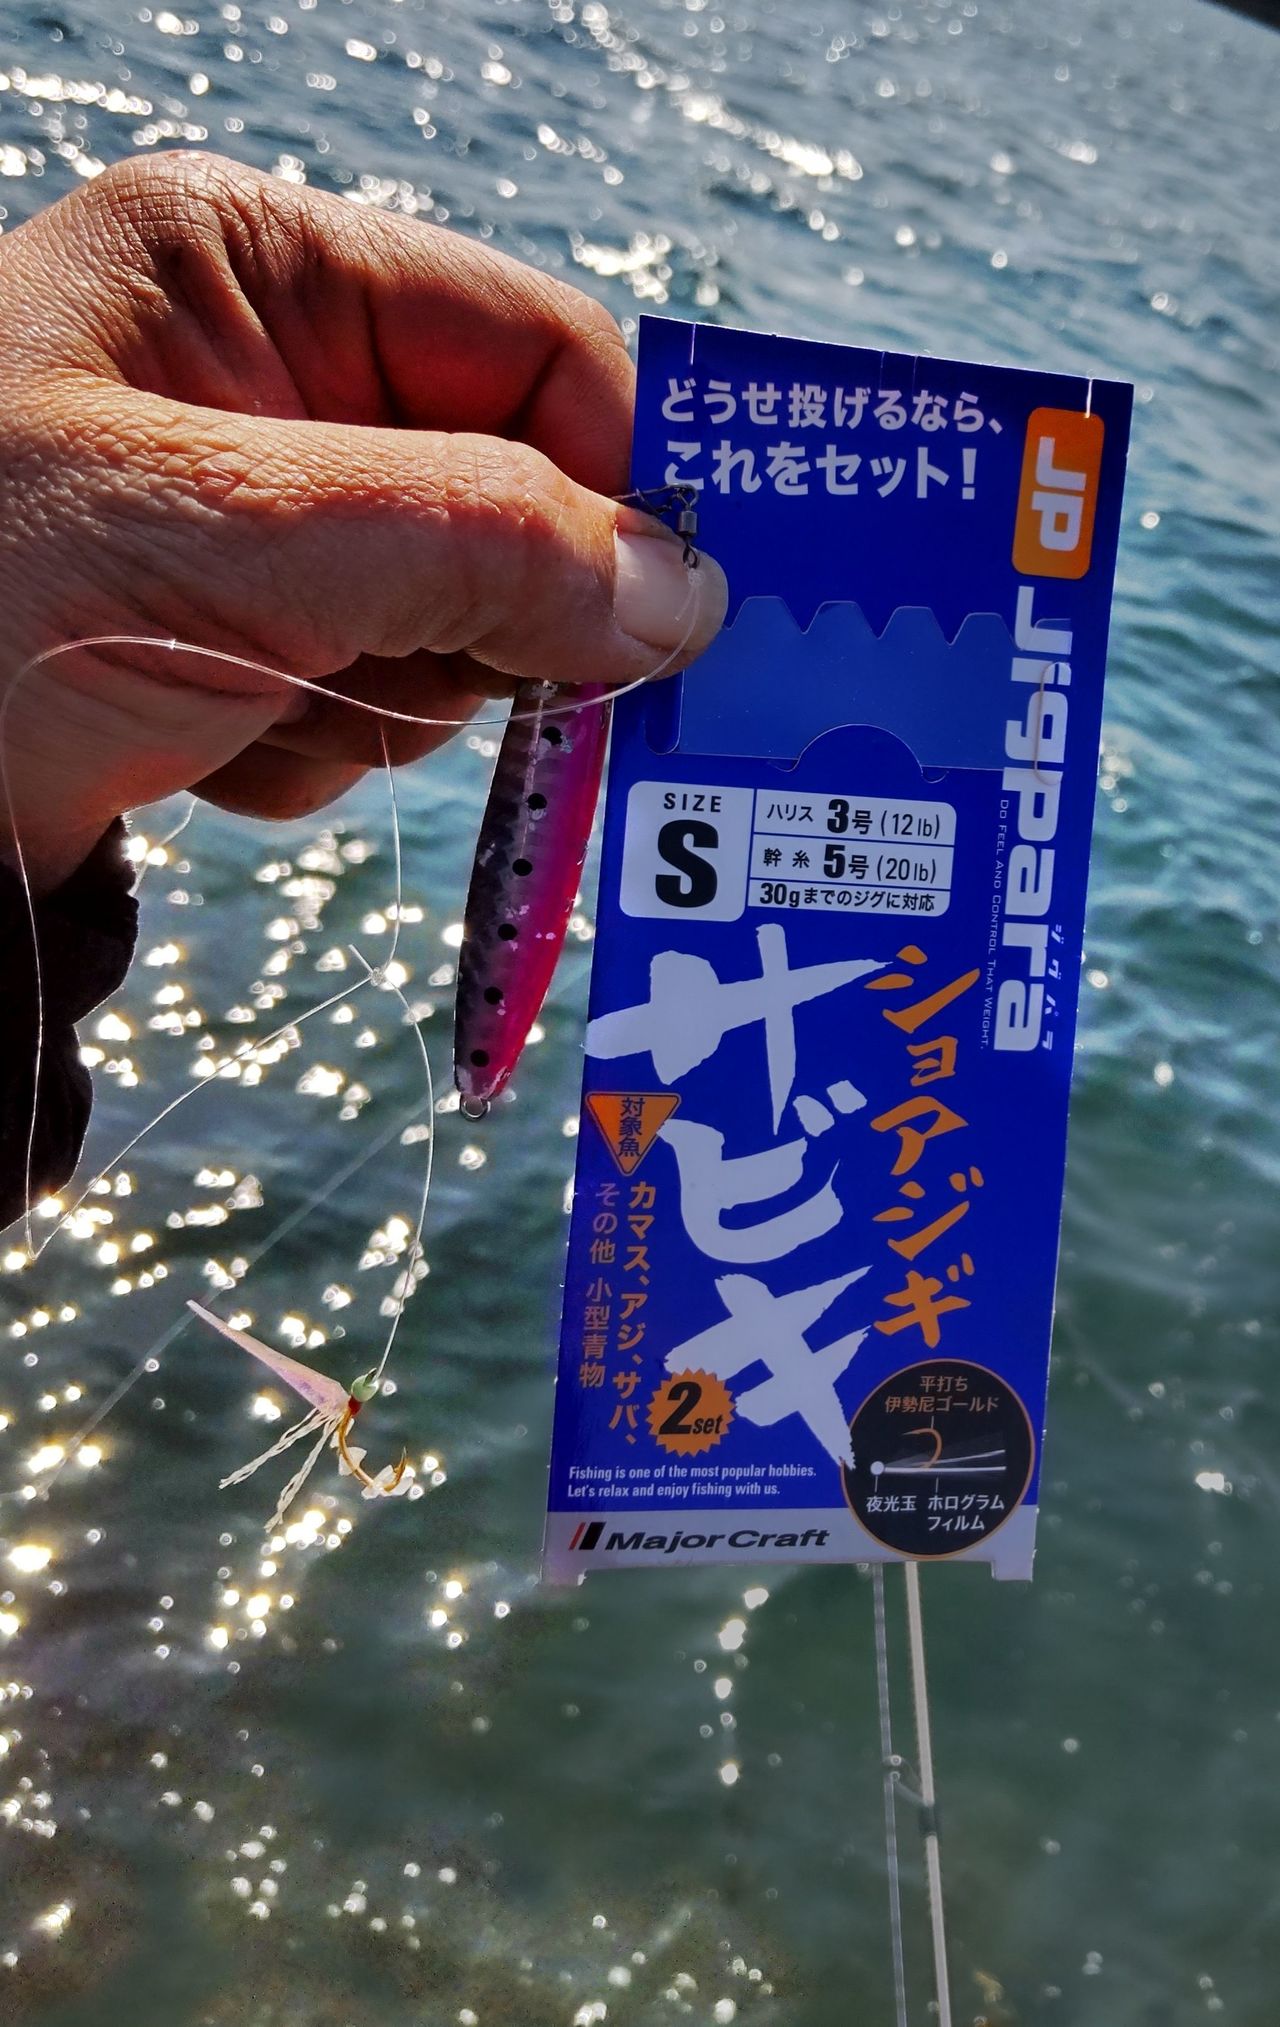 どうせ投げるなら、
これをセット!
JP
Jigpara
ジグパラ
DO FEEL AND CONTROL THAT WEIGHT.
SIZE
S
ハリス 3号(12lb)
幹糸 5号(20lb)
30gまでのジグに対応
ショアジギ
サビキ
対象魚
カマス、アジ、サバ、
その他 小型青物
2set
平打ち
伊勢尼ゴールド
夜光玉 ホログラム
フィルム
Fishing is one of the most popular hobbies.
Let's relax and enjoy fishing with us.
Major Craft